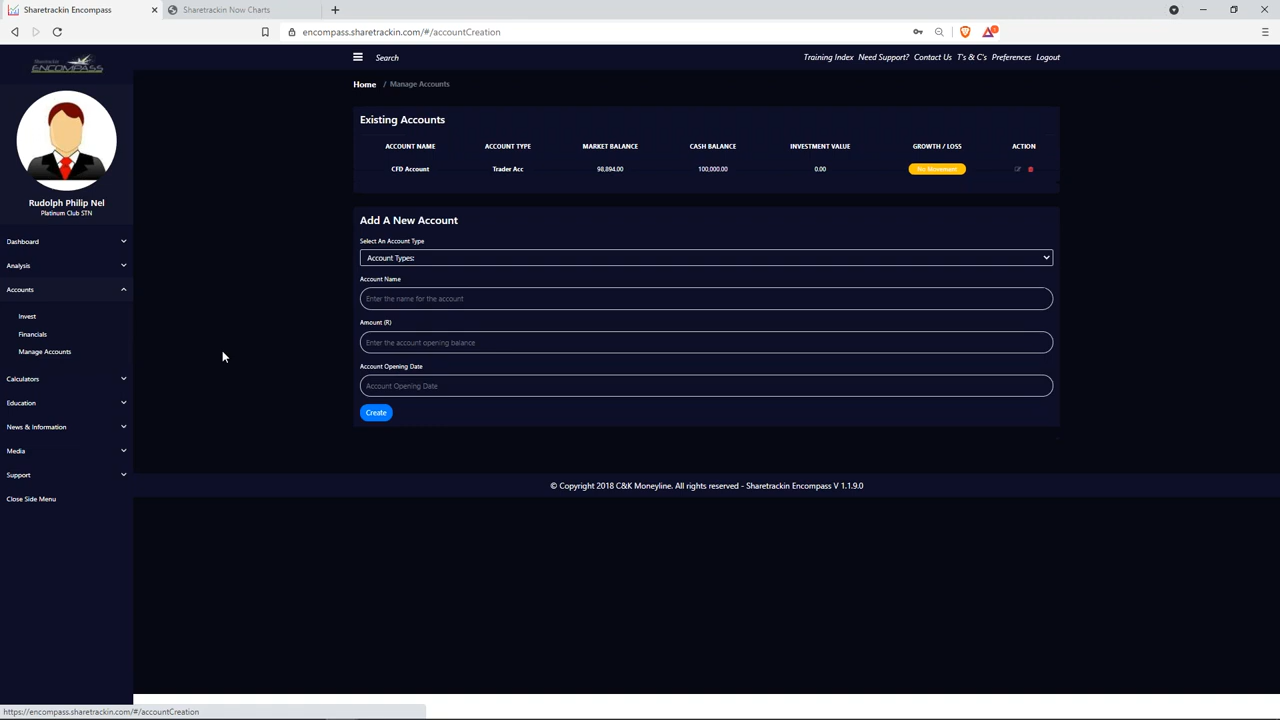 Sharetrackin Encompass
Sharetrackin Now Charts
encompass.sharetrackin.com/#/accountCreation
ENCOMPASS
Search
Training Index Need Support? Contact Us T's & C's Preferences Logout
Home / Manage Accounts
Rudolph Philip Nel
Platinum Club STN
Dashboard
Analysis
Accounts
Invest
Financials
Manage Accounts
Calculators
Education
News & Information
Media
Support
Close Side Menu
Existing Accounts
ACCOUNT NAME ACCOUNT TYPE MARKET BALANCE CASH BALANCE INVESTMENT VALUE GROWTH / LOSS ACTION
CFD Account Trader Acc 98,894.00 100,000.00 0.00 No Movement
Add A New Account
Select An Account Type
Account Types:
Account Name
Enter the name for the account
Amount (R)
Enter the account opening balance
Account Opening Date
Account Opening Date
Create
© Copyright 2018 C&K Moneyline. All rights reserved - Sharetrackin Encompass V 1.1.9.0
https://encompass.sharetrackin.com/#/accountCreation